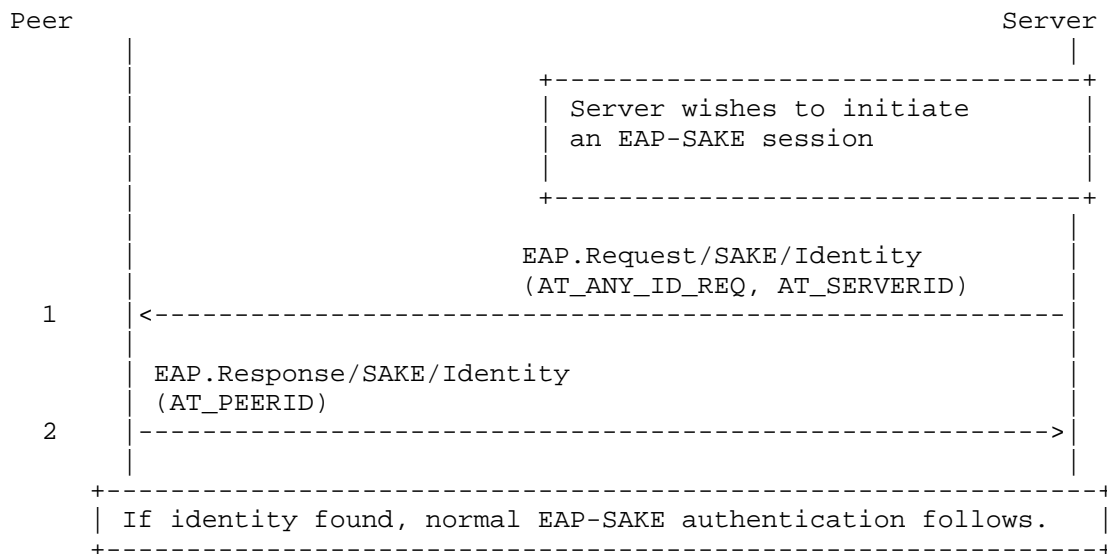 Peer Server
Server wishes to initiate
an EAP-SAKE session
EAP.Request/SAKE/Identity
(AT_ANY_ID_REQ, AT_SERVERID)
1
EAP.Response/SAKE/Identity
(AT_PEERID)
2
If identity found, normal EAP-SAKE authentication follows.